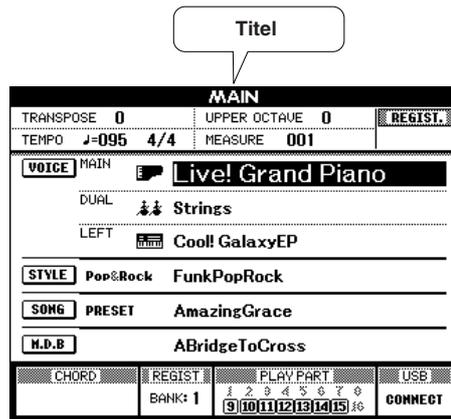 Titel
MAIN
TRANSPOSE 0 UPPER OCTAVE 0 REGIST.
TEMPO ♩=095 4/4 MEASURE 001
VOICE MAIN Live! Grand Piano
DUAL Strings
LEFT Cool! GalaxyEP
STYLE Pop&Rock FunkPopRock
SONG PRESET AmazingGrace
M.D.B ABridgeToCross
CHORD REGIST PLAY PART USB
BANK: 1 1 2 3 4 5 6 7 8 CONNECT
9 10 11 12 13 14 15 16